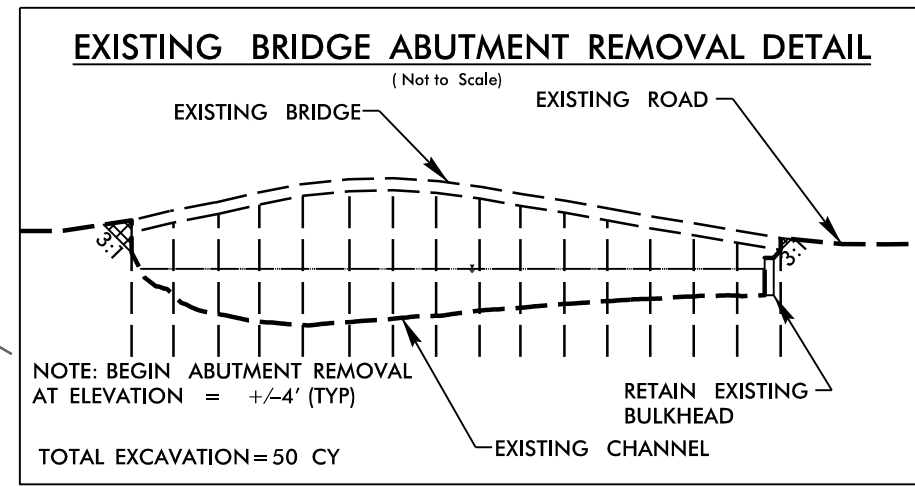 EXISTING BRIDGE ABUTMENT REMOVAL DETAIL
(Not to Scale)
EXISTING BRIDGE
EXISTING ROAD
3:1
3:1
NOTE: BEGIN ABUTMENT REMOVAL
AT ELEVATION = +/-4' (TYP)
RETAIN EXISTING
BULKHEAD
EXISTING CHANNEL
TOTAL EXCAVATION=50 CY